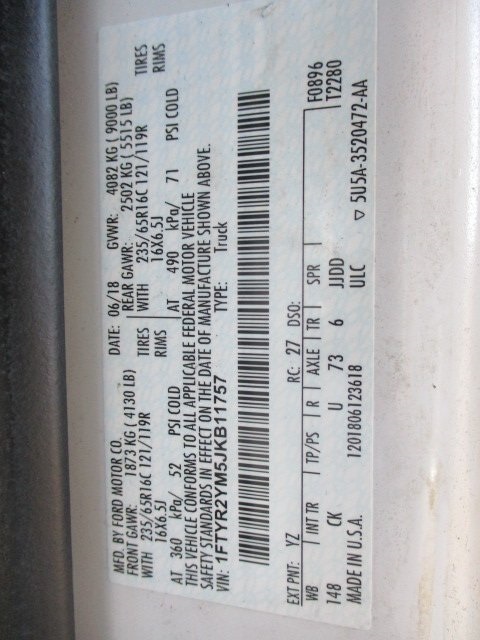 MFD. BY FORD MOTOR CO. DATE: 06/18 GVWR: 4082 KG ( 9000 LB)
FRONT GAWR: 1873 KG ( 4130 LB) REAR GAWR: 2502 KG ( 5515 LB)
WITH 235/65R16C 121/119R TIRES WITH 235/65R16C 121/119R TIRES
16X6.5J RIMS 16X6.5J RIMS
AT 360 kPa/ 52 PSI COLD AT 490 kPa/ 71 PSI COLD
THIS VEHICLE CONFORMS TO ALL APPLICABLE FEDERAL MOTOR VEHICLE
SAFETY STANDARDS IN EFFECT ON THE DATE OF MANUFACTURE SHOWN ABOVE.
VIN: 1FTYR2YM5JKB11757 TYPE: Truck
EXT PNT: YZ RC: 27 DSO: F0896
WB INT TR TP/PS R AXLE TR SPR T2280
148 CK U 73 6 JJDD
MADE IN U.S.A. 1201806123618 ULC ▽ 5U5A-3520472-AA